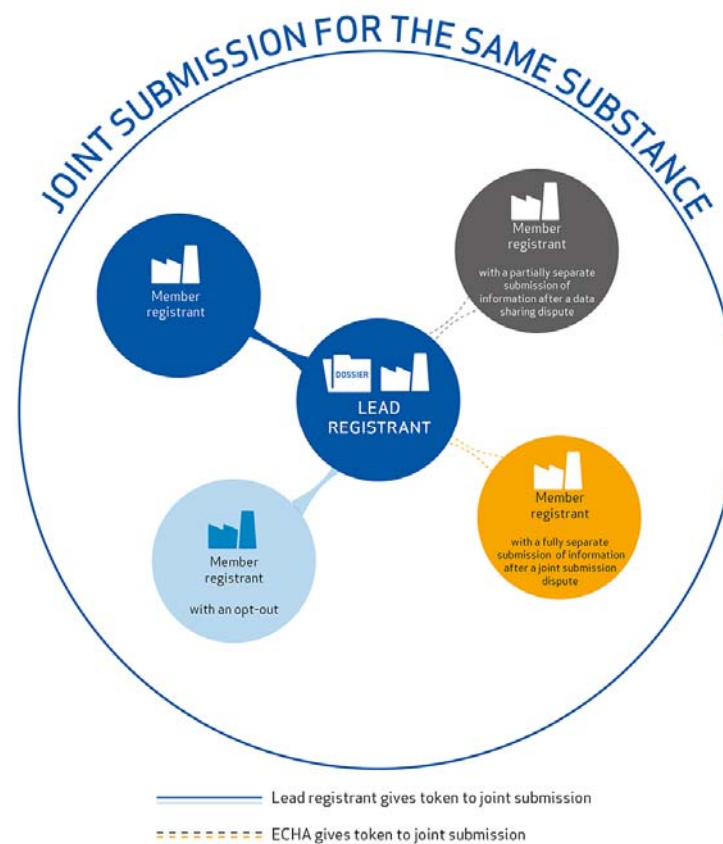 JOINT SUBMISSION FOR THE SAME SUBSTANCE
Member
registrant
with a partially separate
submission of
information after a data
sharing dispute
Member
registrant
DOSSIER
LEAD
REGISTRANT
Member
registrant
with a fully separate
submission of information
after a joint submission
dispute
Member
registrant
with an opt-out
Lead registrant gives token to joint submission
ECHA gives token to joint submission